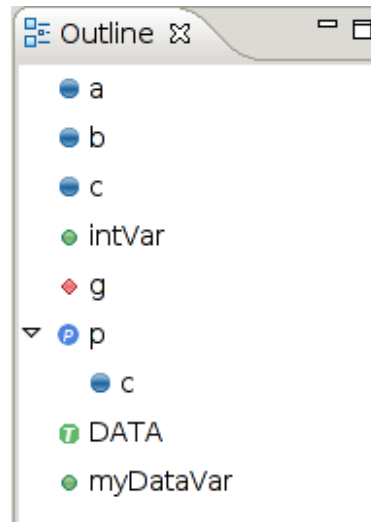 Outline
a
b
c
intVar
g
P p
c
T DATA
myDataVar